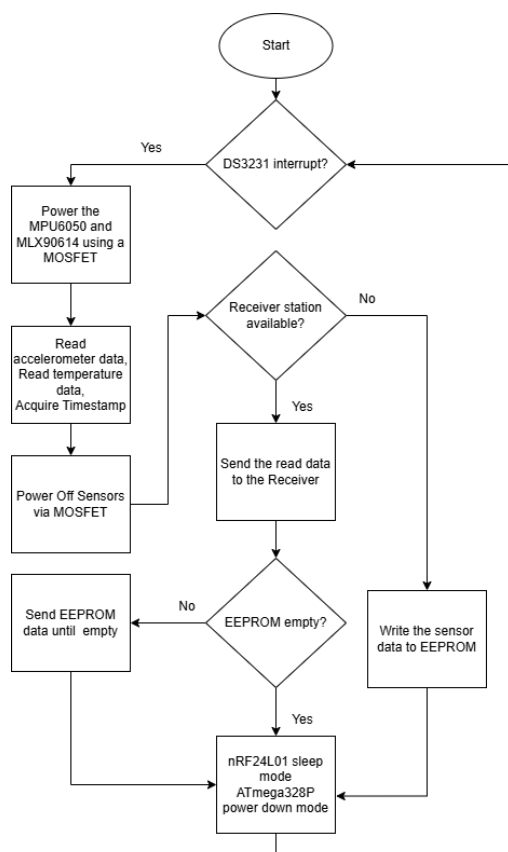 Start
DS3231 interrupt?
Yes
Power the
MPU6050 and
MLX90614 using a
MOSFET
Receiver station
available?
No
Read
accelerometer data,
Read temperature
data,
Acquire Timestamp
Yes
Send the read data
to the Receiver
Power Off Sensors
via MOSFET
EEPROM empty?
No
Send EEPROM
data until empty
Write the sensor
data to EEPROM
Yes
nRF24L01 sleep
mode
ATmega328P
power down mode